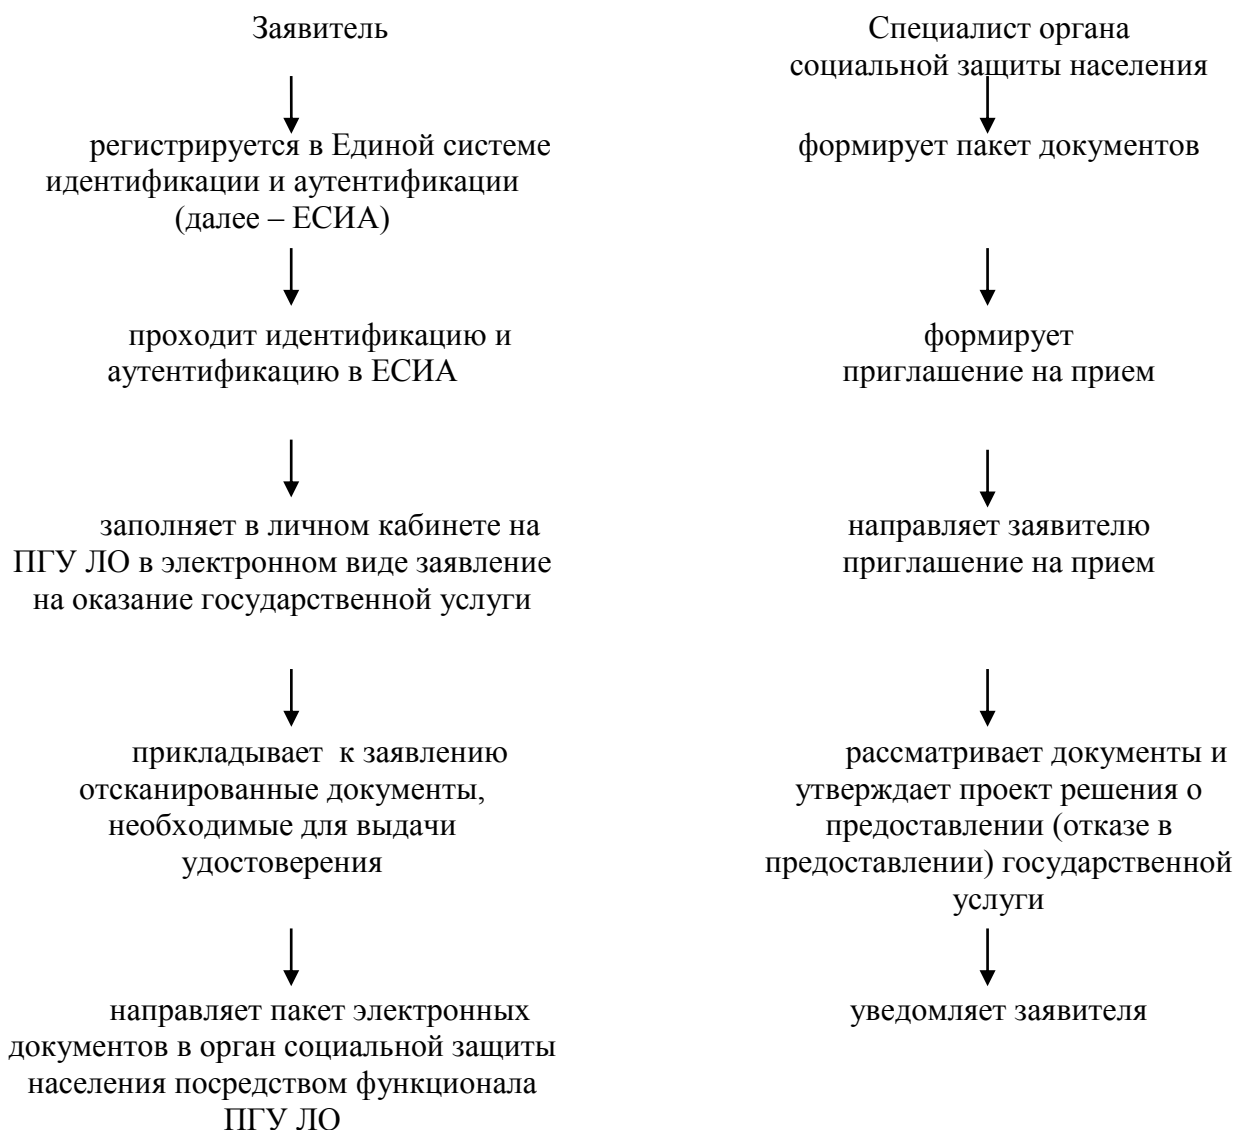 Заявитель
регистрируется в Единой системе
идентификации и аутентификации
(далее – ЕСИА)
проходит идентификацию и
аутентификацию в ЕСИА
заполняет в личном кабинете на
ПГУ ЛО в электронном виде заявление
на оказание государственной услуги
прикладывает к заявлению
отсканированные документы,
необходимые для выдачи
удостоверения
направляет пакет электронных
документов в орган социальной защиты
населения посредством функционала
ПГУ ЛО
Специалист органа
социальной защиты населения
формирует пакет документов
формирует
приглашение на прием
направляет заявителю
приглашение на прием
рассматривает документы и
утверждает проект решения о
предоставлении (отказе в
предоставлении) государственной
услуги
уведомляет заявителя